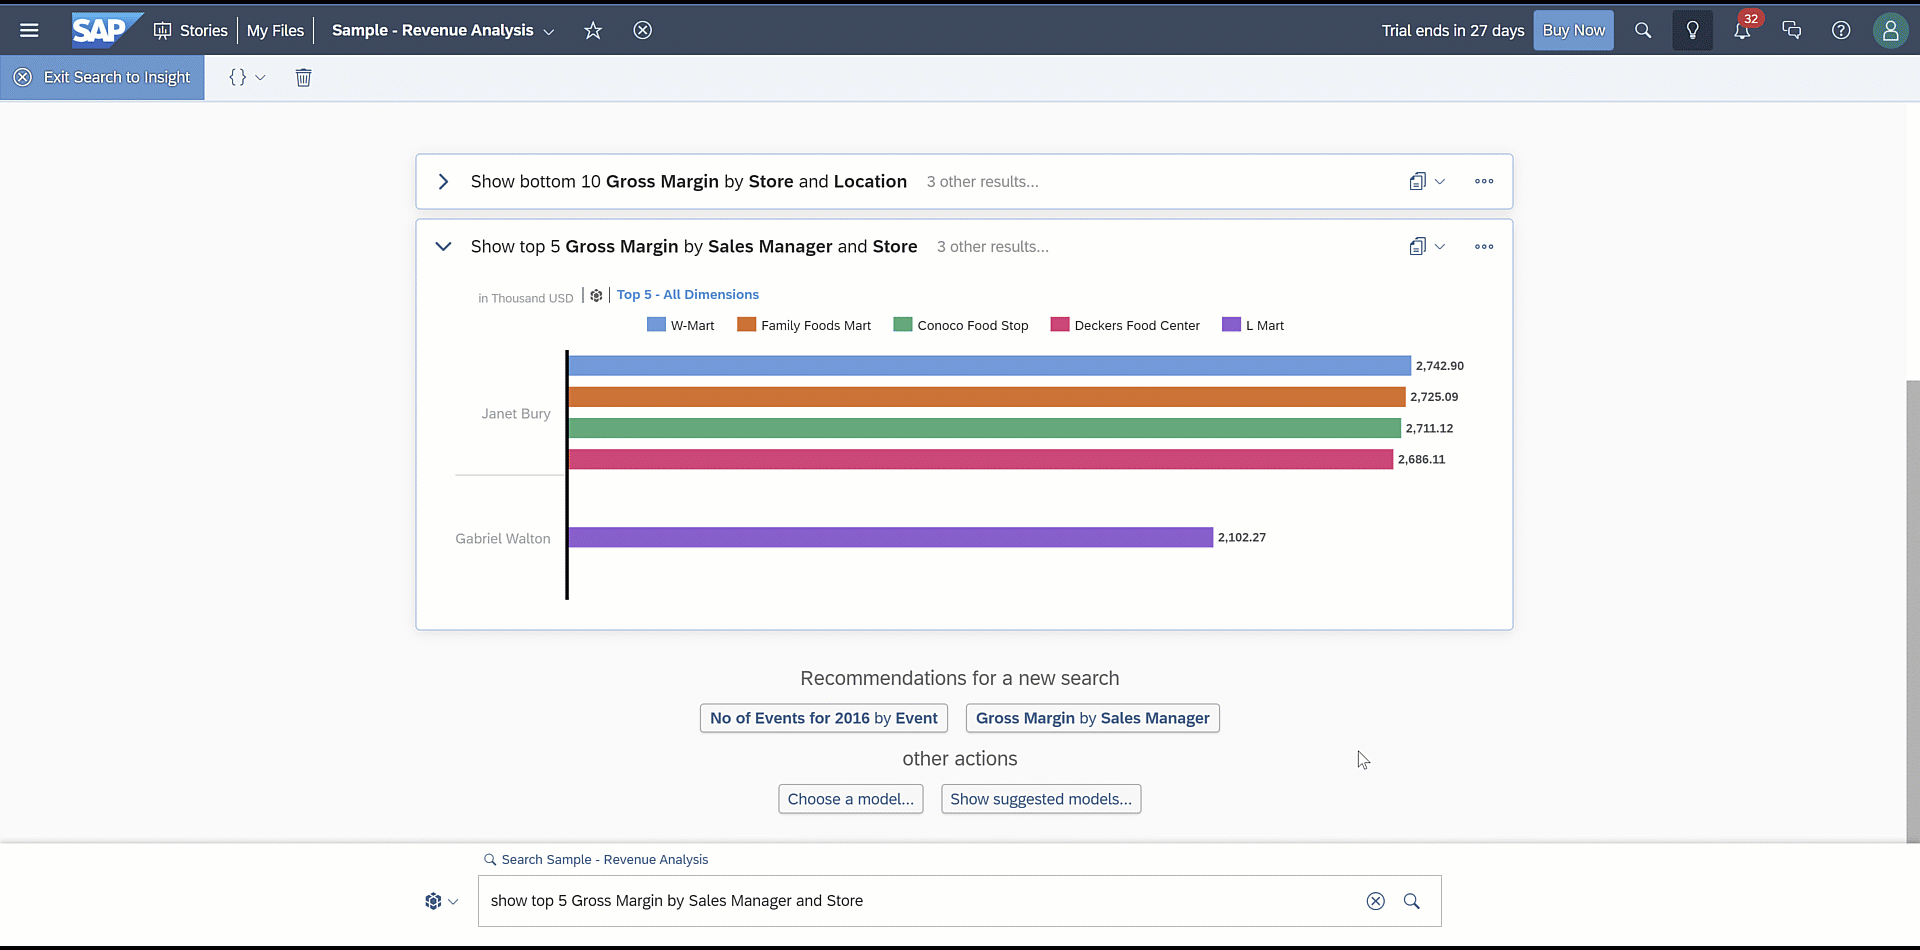 SAP Stories My Files Sample - Revenue Analysis Trial ends in 27 days Buy Now 32
Exit Search to Insight {}
Show bottom 10 Gross Margin by Store and Location 3 other results...
Show top 5 Gross Margin by Sales Manager and Store 3 other results...
in Thousand USD Top 5 - All Dimensions
W-Mart Family Foods Mart Conoco Food Stop Deckers Food Center L Mart
2,742.90
2,725.09
Janet Bury
2,711.12
2,686.11
Gabriel Walton 2,102.27
Recommendations for a new search
No of Events for 2016 by Event Gross Margin by Sales Manager
other actions
Choose a model... Show suggested models...
Search Sample - Revenue Analysis
show top 5 Gross Margin by Sales Manager and Store